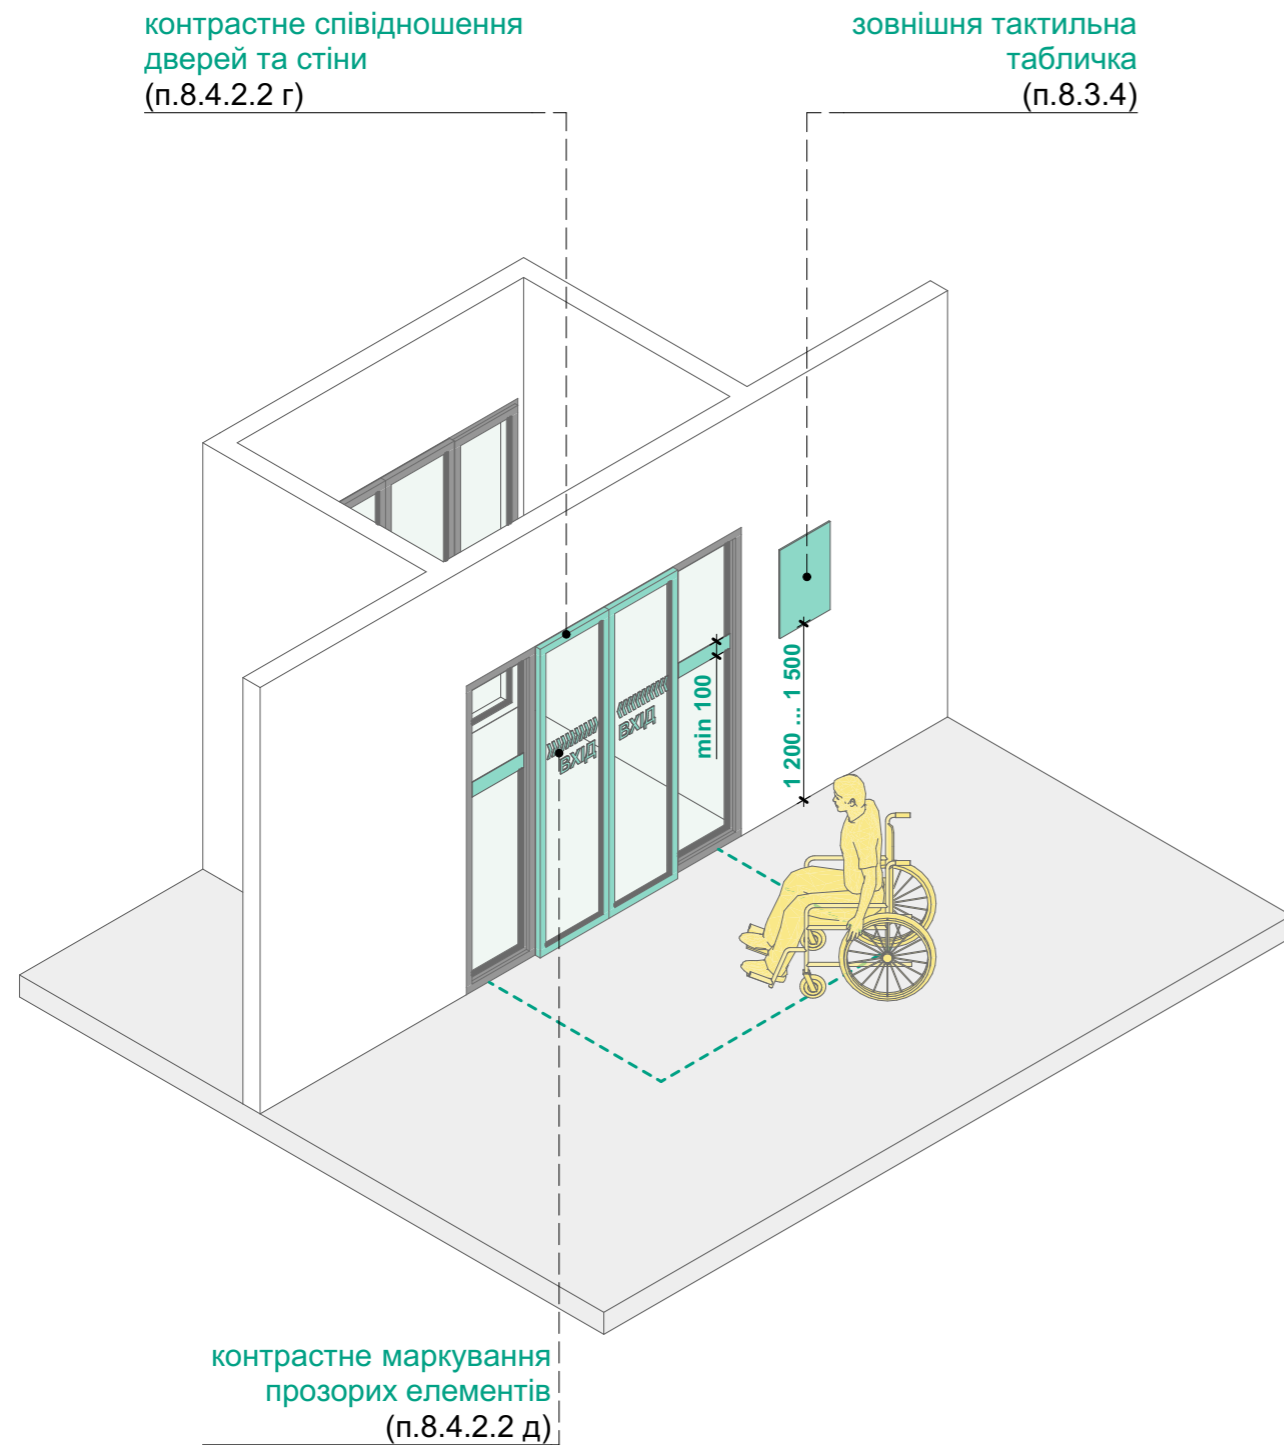 контрастне співідношення
дверей та стіни
(п.8.4.2.2 г)
зовнішня тактильна
табличка
(п.8.3.4)
min 100
1 200 ... 1 500
ВХІД
ВХІД
контрастне маркування
прозорих елементів
(п.8.4.2.2 д)